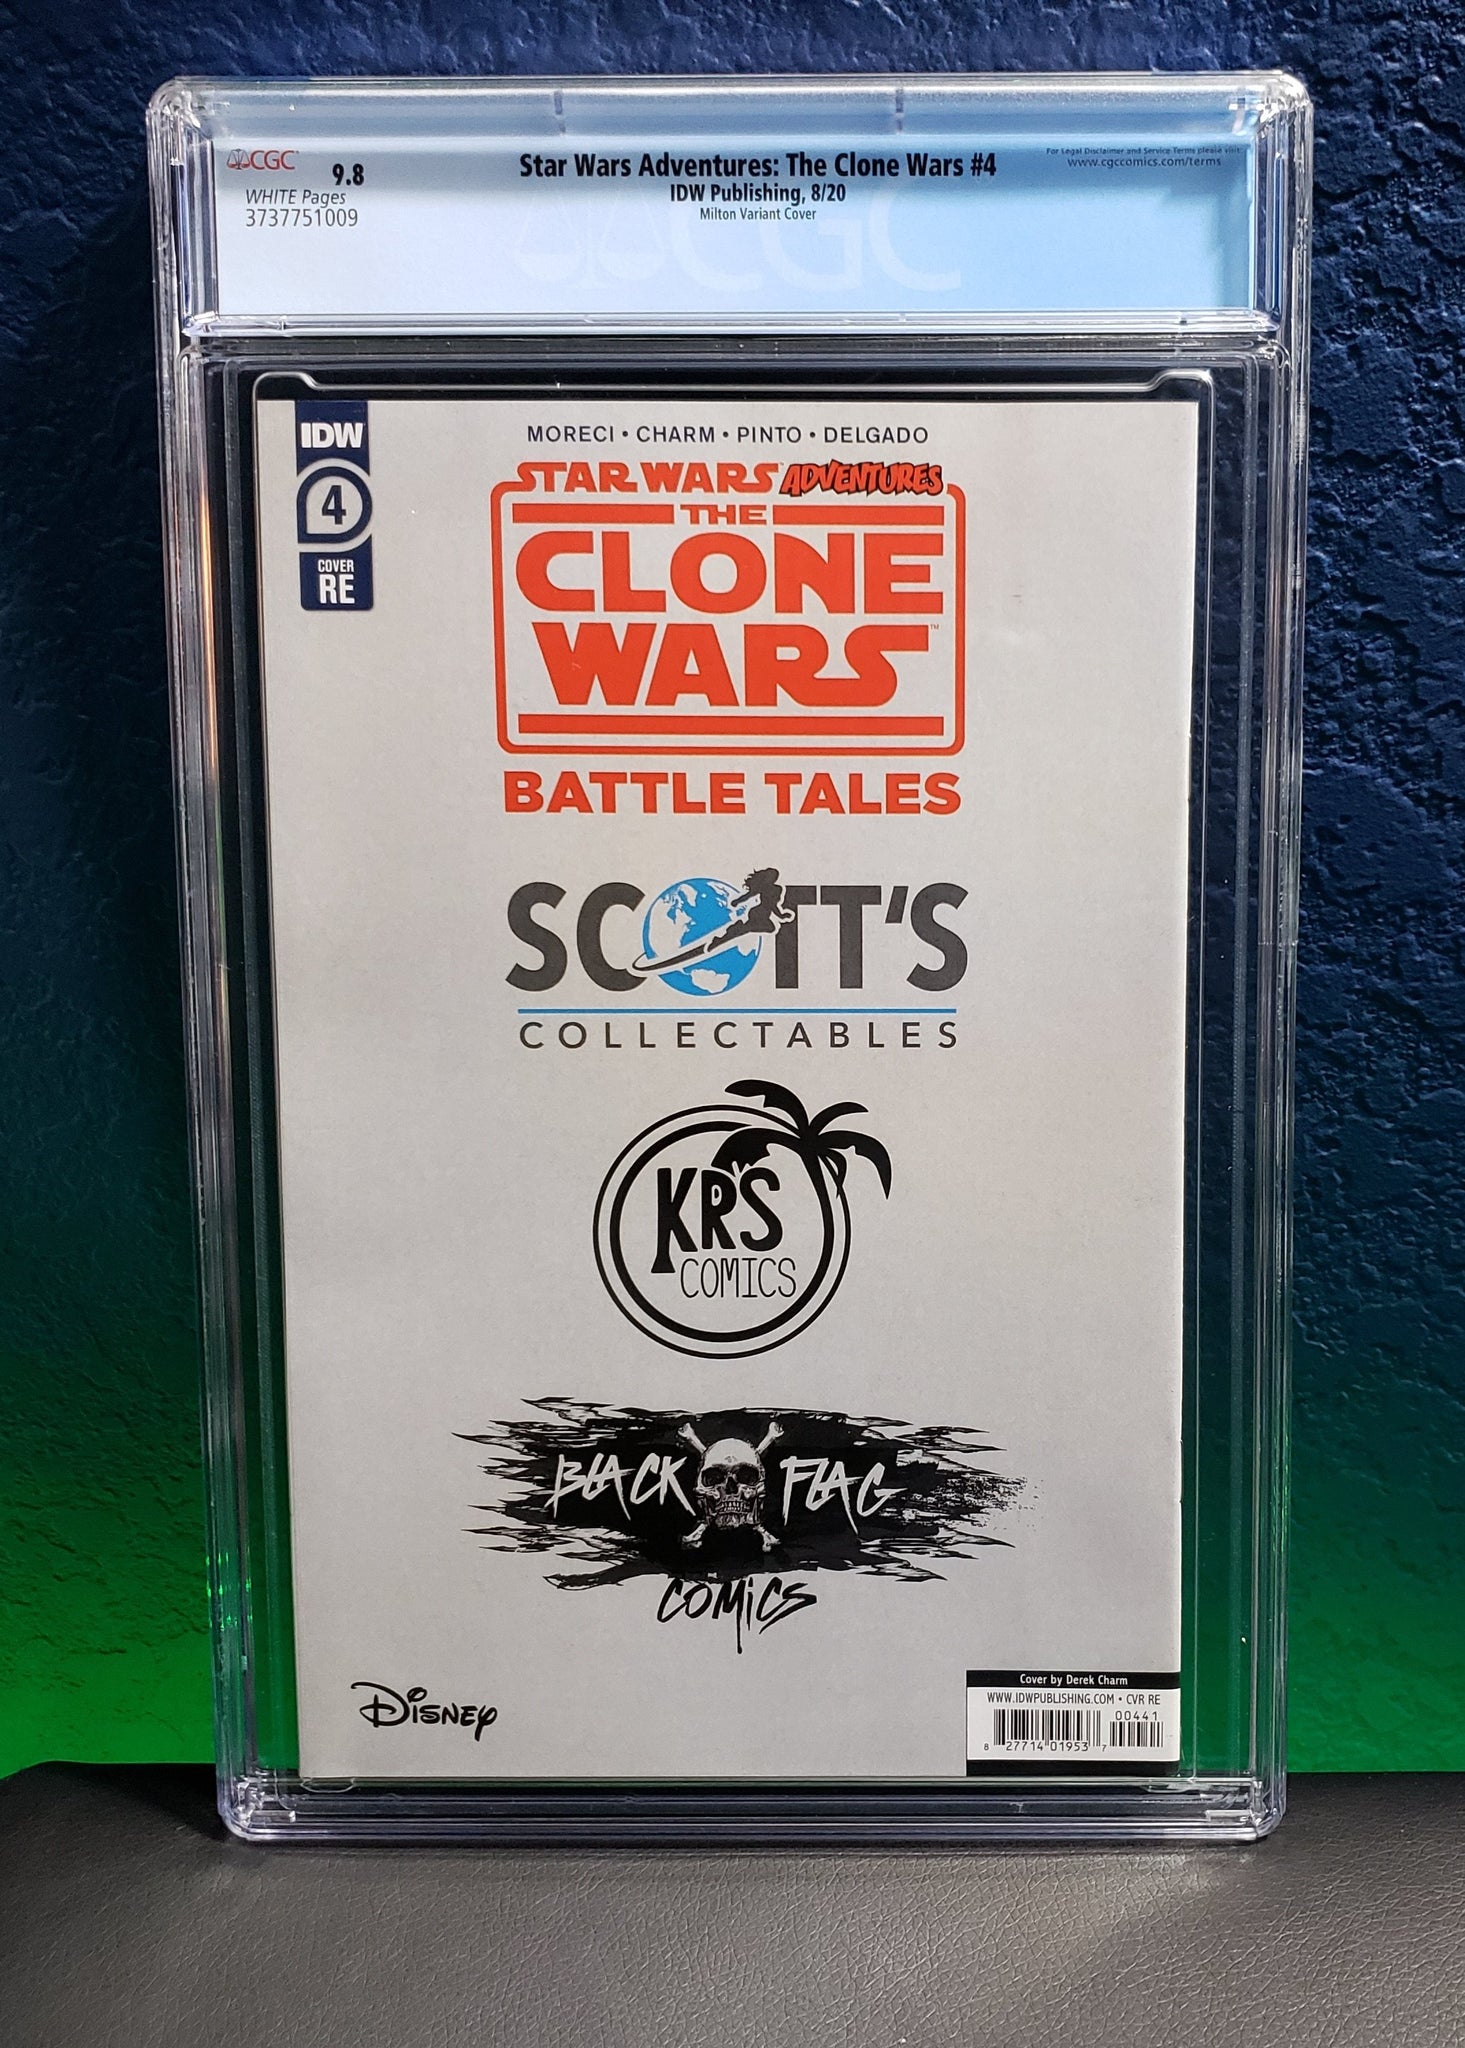 CGC
9.8
WHITE Pages
3737751009
Star Wars Adventures: The Clone Wars #4
IDW Publishing, 8/20
Milton Variant Cover
For Legal Disclaimer and Service Terms please visit
www.cgccomics.com/terms
CGC
IDW
4
COVER
RE
MORECI • CHARM • PINTO • DELGADO
STAR WARS ADVENTURES
THE
CLONE
WARS™
BATTLE TALES
SCOTT'S
COLLECTABLES
KRS
COMICS
BLACK FLAG
COMICS
DISNEY
Cover by Derek Charm
WWW.IDWPUBLISHING.COM • CVR RE
00441
8 27714 01953 7